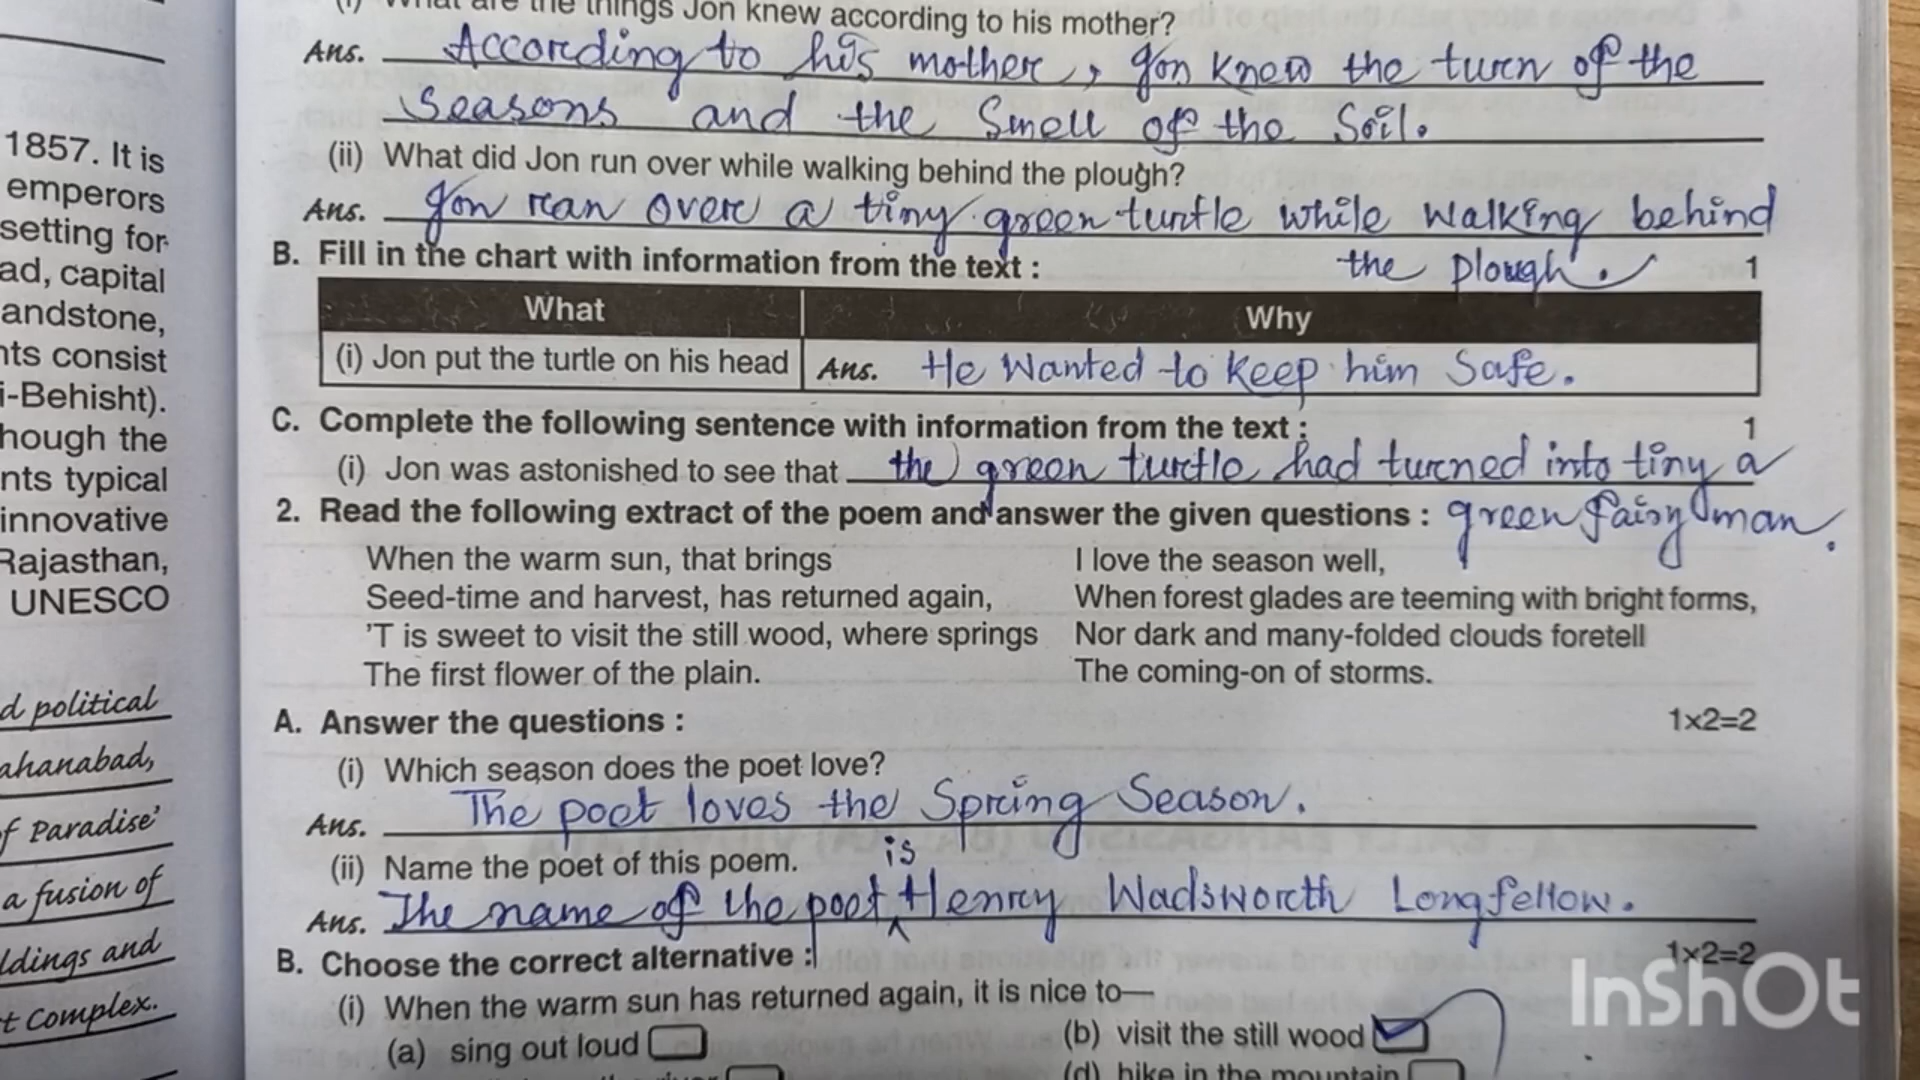 1857. It is
emperors
setting for
ad, capital
andstone,
nts consist
i-Behisht).
hough the
nts typical
innovative
Rajasthan,
UNESCO
d political
ahanabad,
f Paradise'
a fusion of
ldings and
t Complex.
(i) What are the things Jon knew according to his mother?
Ans. According to his mother, Jon knew the turn of the
seasons and the Smell of the Soil.
(ii) What did Jon run over while walking behind the plough?
Ans. Jon ran over a tiny green turtle while walking behind
the plough.
B. Fill in the chart with information from the text : 1
What Why
(i) Jon put the turtle on his head Ans. He wanted to keep him safe.
C. Complete the following sentence with information from the text : 1
(i) Jon was astonished to see that the green turtle had turned into tiny a
green fairy man.
2. Read the following extract of the poem and answer the given questions :
When the warm sun, that brings
Seed-time and harvest, has returned again,
'T is sweet to visit the still wood, where springs
The first flower of the plain.
I love the season well,
When forest glades are teeming with bright forms,
Nor dark and many-folded clouds foretell
The coming-on of storms.
A. Answer the questions : 1x2=2
(i) Which season does the poet love?
Ans. The poet loves the Spring Season.
(ii) Name the poet of this poem.
Ans. The name of the poet is Henry Wadsworth Longfellow.
B. Choose the correct alternative : 1x2=2
(i) When the warm sun has returned again, it is nice to—
(a) sing out loud (b) visit the still wood
(d) hike in the mountain
InShOt